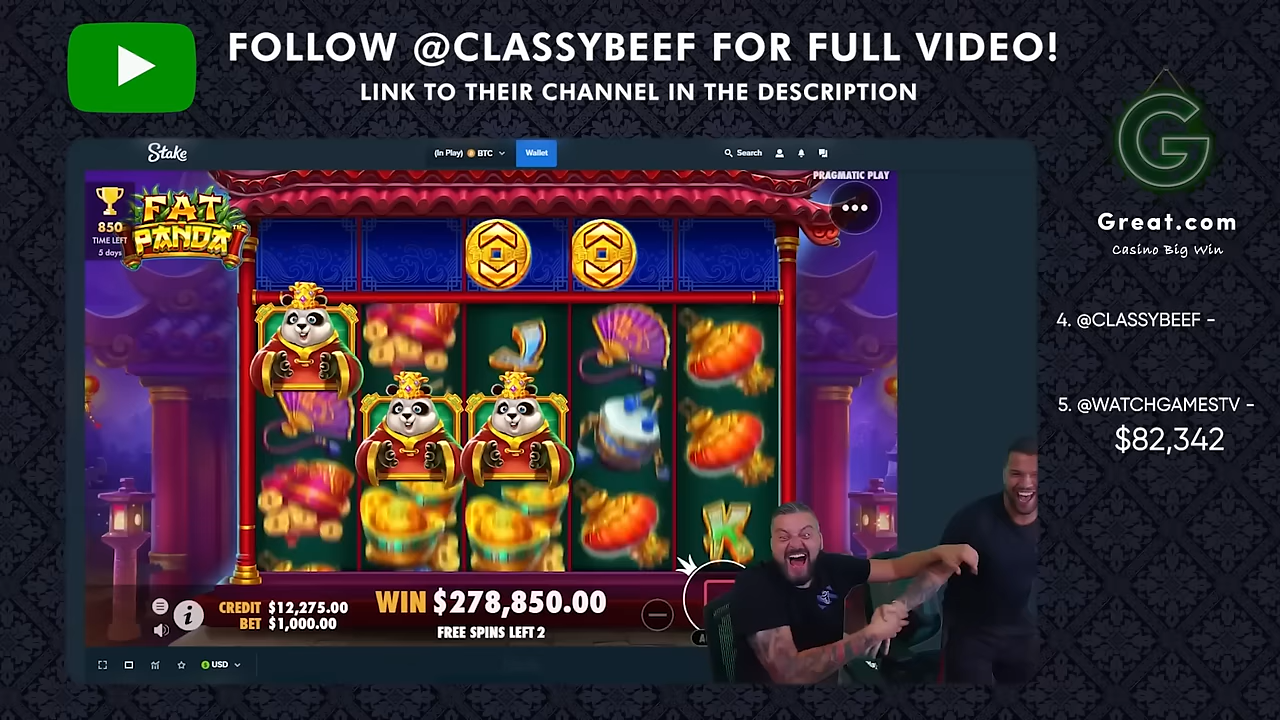 FOLLOW @CLASSYBEEF FOR FULL VIDEO!
LINK TO THEIR CHANNEL IN THE DESCRIPTION
G
Great.com
Casino Big Win
4. @CLASSYBEEF -
5. @WATCHGAMESTV -
$82,342
Stake
(In Play) BTC
Wallet
Search
PRAGMATIC PLAY
850
TIME LEFT
5 days
FAT
PANDA
TM
K
CREDIT $12,275.00
BET $1,000.00
WIN $278,850.00
FREE SPINS LEFT 2
USD